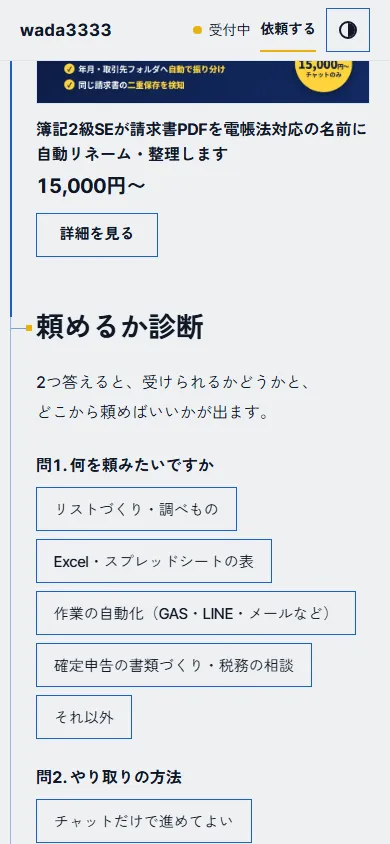 wada3333
受付中 依頼する
年月・取引先フォルダへ自動で振り分け
同じ請求書の二重保存を検知
15,000円〜
チャットのみ
簿記2級SEが請求書PDFを電帳法対応の名前に
自動リネーム・整理します
15,000円〜
詳細を見る
頼めるか診断
2つ答えると、受けられるかどうかと、
どこから頼めばいいかが出ます。
問1. 何を頼みたいですか
リストづくり・調べもの
Excel・スプレッドシートの表
作業の自動化（GAS・LINE・メールなど）
確定申告の書類づくり・税務の相談
それ以外
問2. やり取りの方法
チャットだけで進めてよい